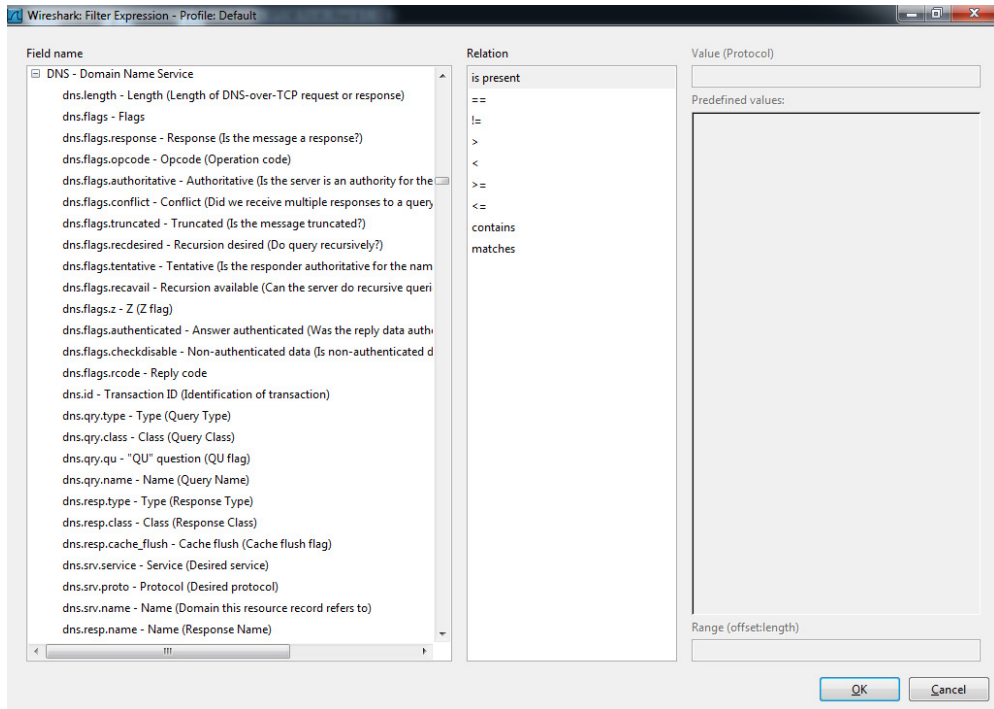 Wireshark: Filter Expression - Profile: Default
Field name
DNS - Domain Name Service
dns.length - Length (Length of DNS-over-TCP request or response)
dns.flags - Flags
dns.flags.response - Response (Is the message a response?)
dns.flags.opcode - Opcode (Operation code)
dns.flags.authoritative - Authoritative (Is the server is an authority for the
dns.flags.conflict - Conflict (Did we receive multiple responses to a query
dns.flags.truncated - Truncated (Is the message truncated?)
dns.flags.recdesired - Recursion desired (Do query recursively?)
dns.flags.tentative - Tentative (Is the responder authoritative for the nam
dns.flags.recavail - Recursion available (Can the server do recursive queri
dns.flags.z - Z (Z flag)
dns.flags.authenticated - Answer authenticated (Was the reply data auth
dns.flags.checkdisable - Non-authenticated data (Is non-authenticated d
dns.flags.rcode - Reply code
dns.id - Transaction ID (Identification of transaction)
dns.qry.type - Type (Query Type)
dns.qry.class - Class (Query Class)
dns.qry.qu - "QU" question (QU flag)
dns.qry.name - Name (Query Name)
dns.resp.type - Type (Response Type)
dns.resp.class - Class (Response Class)
dns.resp.cache_flush - Cache flush (Cache flush flag)
dns.srv.service - Service (Desired service)
dns.srv.proto - Protocol (Desired protocol)
dns.srv.name - Name (Domain this resource record refers to)
dns.resp.name - Name (Response Name)
Relation
is present
==
!=
>
<
>=
<=
contains
matches
Value (Protocol)
Predefined values:
Range (offset:length)
OK
Cancel